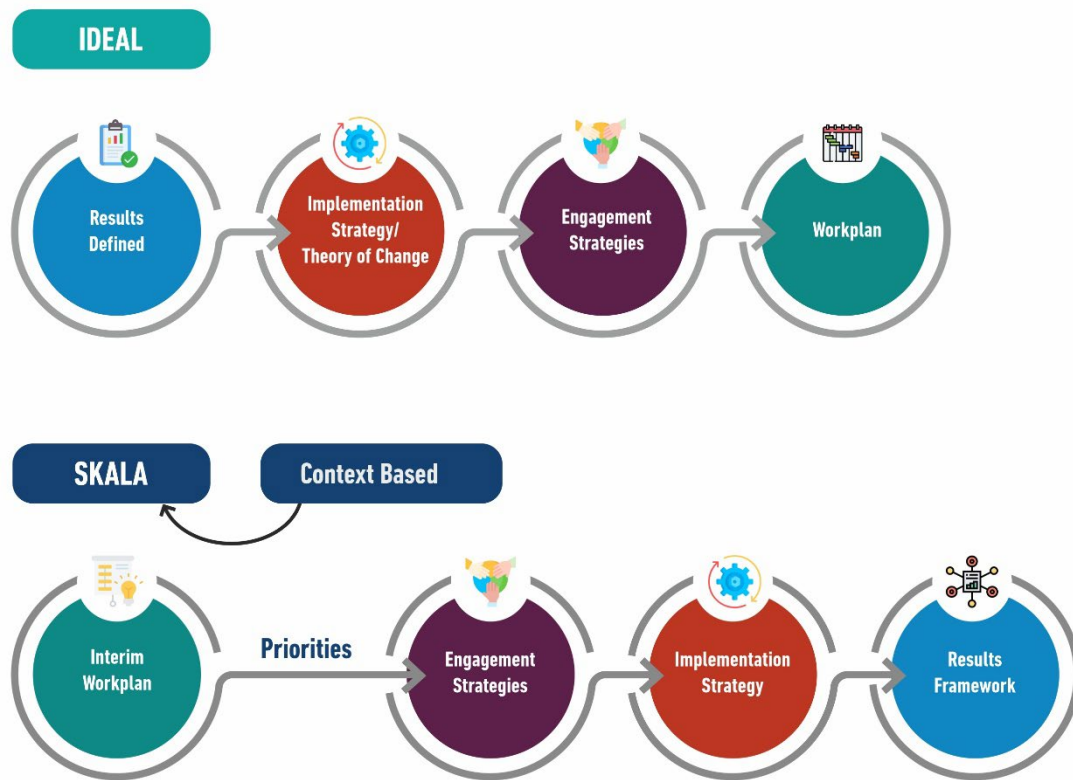 IDEAL
Results
Defined
Implementation
Strategy/
Theory of Change
Engagement
Strategies
Workplan
SKALA
Context Based
Interim
Workplan
Priorities
Engagement
Strategies
Implementation
Strategy
Results
Framework